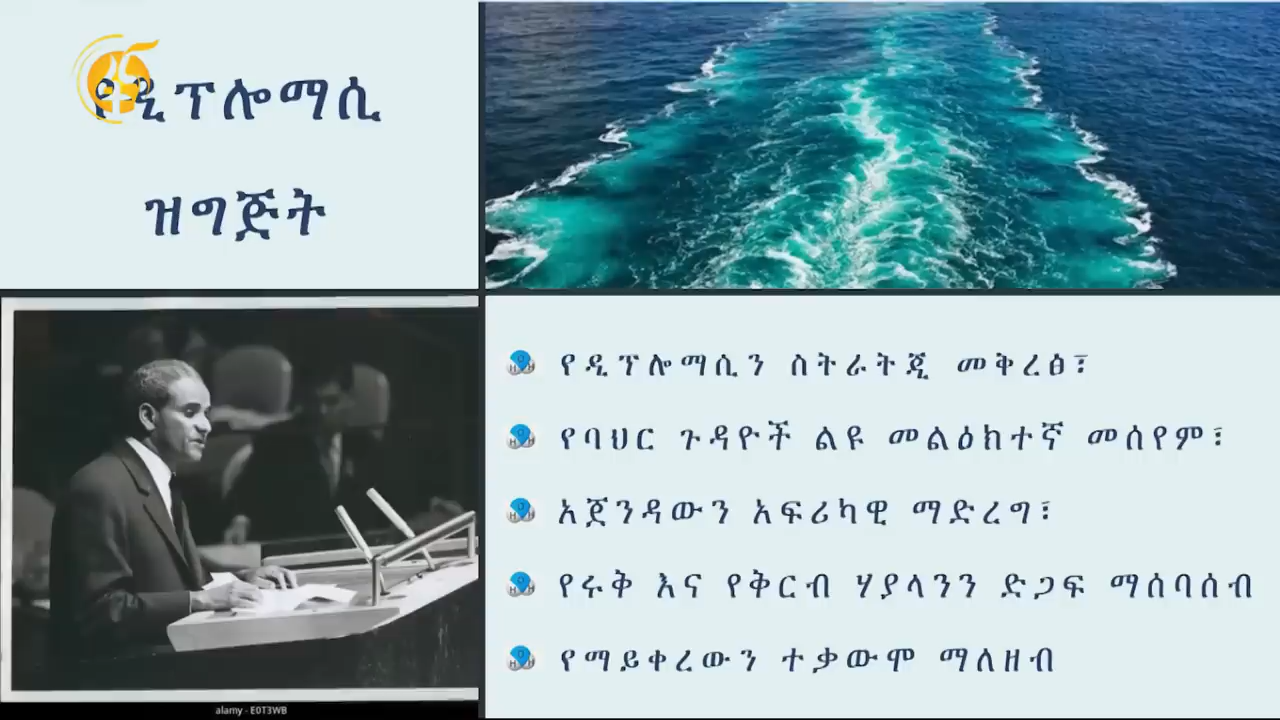 የዲፕሎማሲ
ዝግጅት
የዲፕሎማሲን ስትራትጂ መቅረፅ፣
የባህር ጉዳዮች ልዩ መልዕክተኛ መሰየም፣
አጀንዳውን አፍሪካዊ ማድረግ፣
የሩቅ እና የቅርብ ሃያላንን ድጋፍ ማሰባሰብ
የማይቀረውን ተቃውሞ ማለዘብ
alamy - E0T3WB